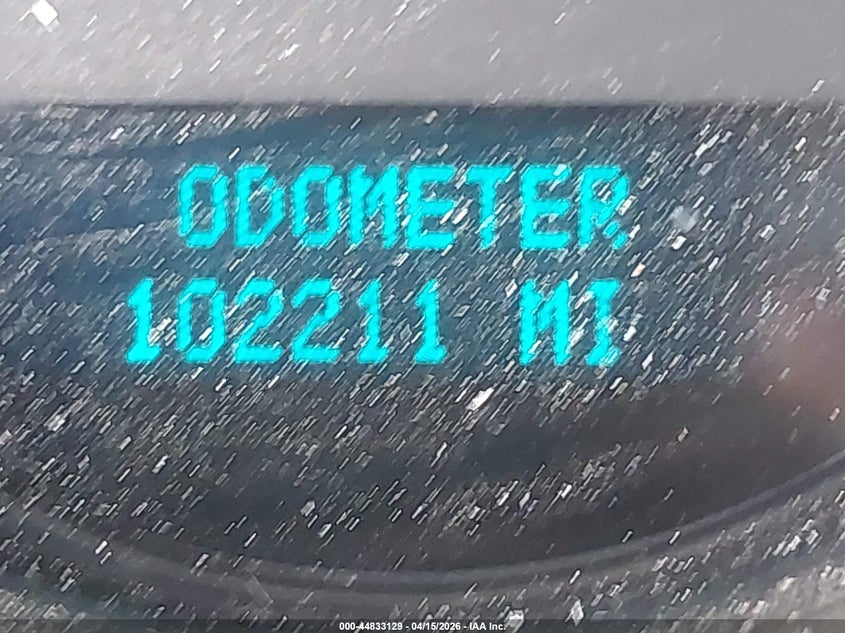 ODOMETER
102211 MI
000-44833129 - 04/15/2026 - IAA Inc.